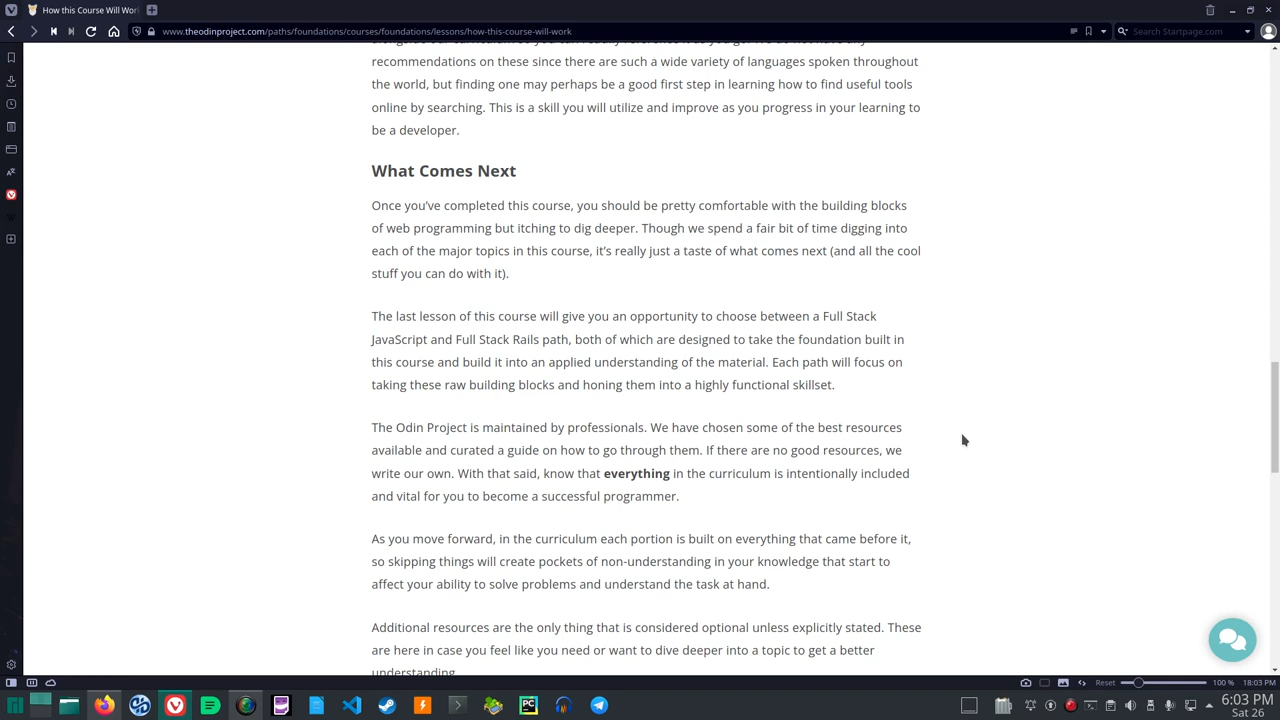 How this Course Will Wor
www.theodinproject.com/paths/foundations/courses/foundations/lessons/how-this-course-will-work
Search Startpage.com
recommendations on these since there are such a wide variety of languages spoken throughout
the world, but finding one may perhaps be a good first step in learning how to find useful tools
online by searching. This is a skill you will utilize and improve as you progress in your learning to
be a developer.
What Comes Next
Once you’ve completed this course, you should be pretty comfortable with the building blocks
of web programming but itching to dig deeper. Though we spend a fair bit of time digging into
each of the major topics in this course, it’s really just a taste of what comes next (and all the cool
stuff you can do with it).
The last lesson of this course will give you an opportunity to choose between a Full Stack
JavaScript and Full Stack Rails path, both of which are designed to take the foundation built in
this course and build it into an applied understanding of the material. Each path will focus on
taking these raw building blocks and honing them into a highly functional skillset.
The Odin Project is maintained by professionals. We have chosen some of the best resources
available and curated a guide on how to go through them. If there are no good resources, we
write our own. With that said, know that everything in the curriculum is intentionally included
and vital for you to become a successful programmer.
As you move forward, in the curriculum each portion is built on everything that came before it,
so skipping things will create pockets of non-understanding in your knowledge that start to
affect your ability to solve problems and understand the task at hand.
Additional resources are the only thing that is considered optional unless explicitly stated. These
are here in case you feel like you need or want to dive deeper into a topic to get a better
understanding.
Reset
100 %
18:03 PM
PC
6:03 PM
Sat 26